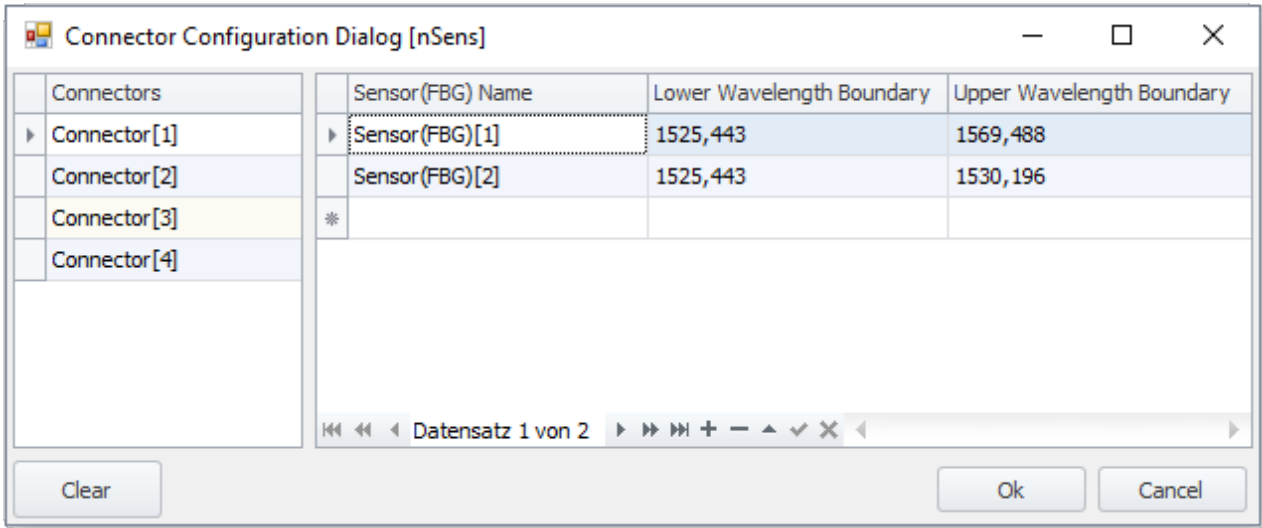 Connector Configuration Dialog [nSens]
Connectors
Connector[1]
Connector[2]
Connector[3]
Connector[4]
Sensor(FBG) Name Lower Wavelength Boundary Upper Wavelength Boundary
Sensor(FBG)[1] 1525,443 1569,488
Sensor(FBG)[2] 1525,443 1530,196
Datensatz 1 von 2
Clear Ok Cancel